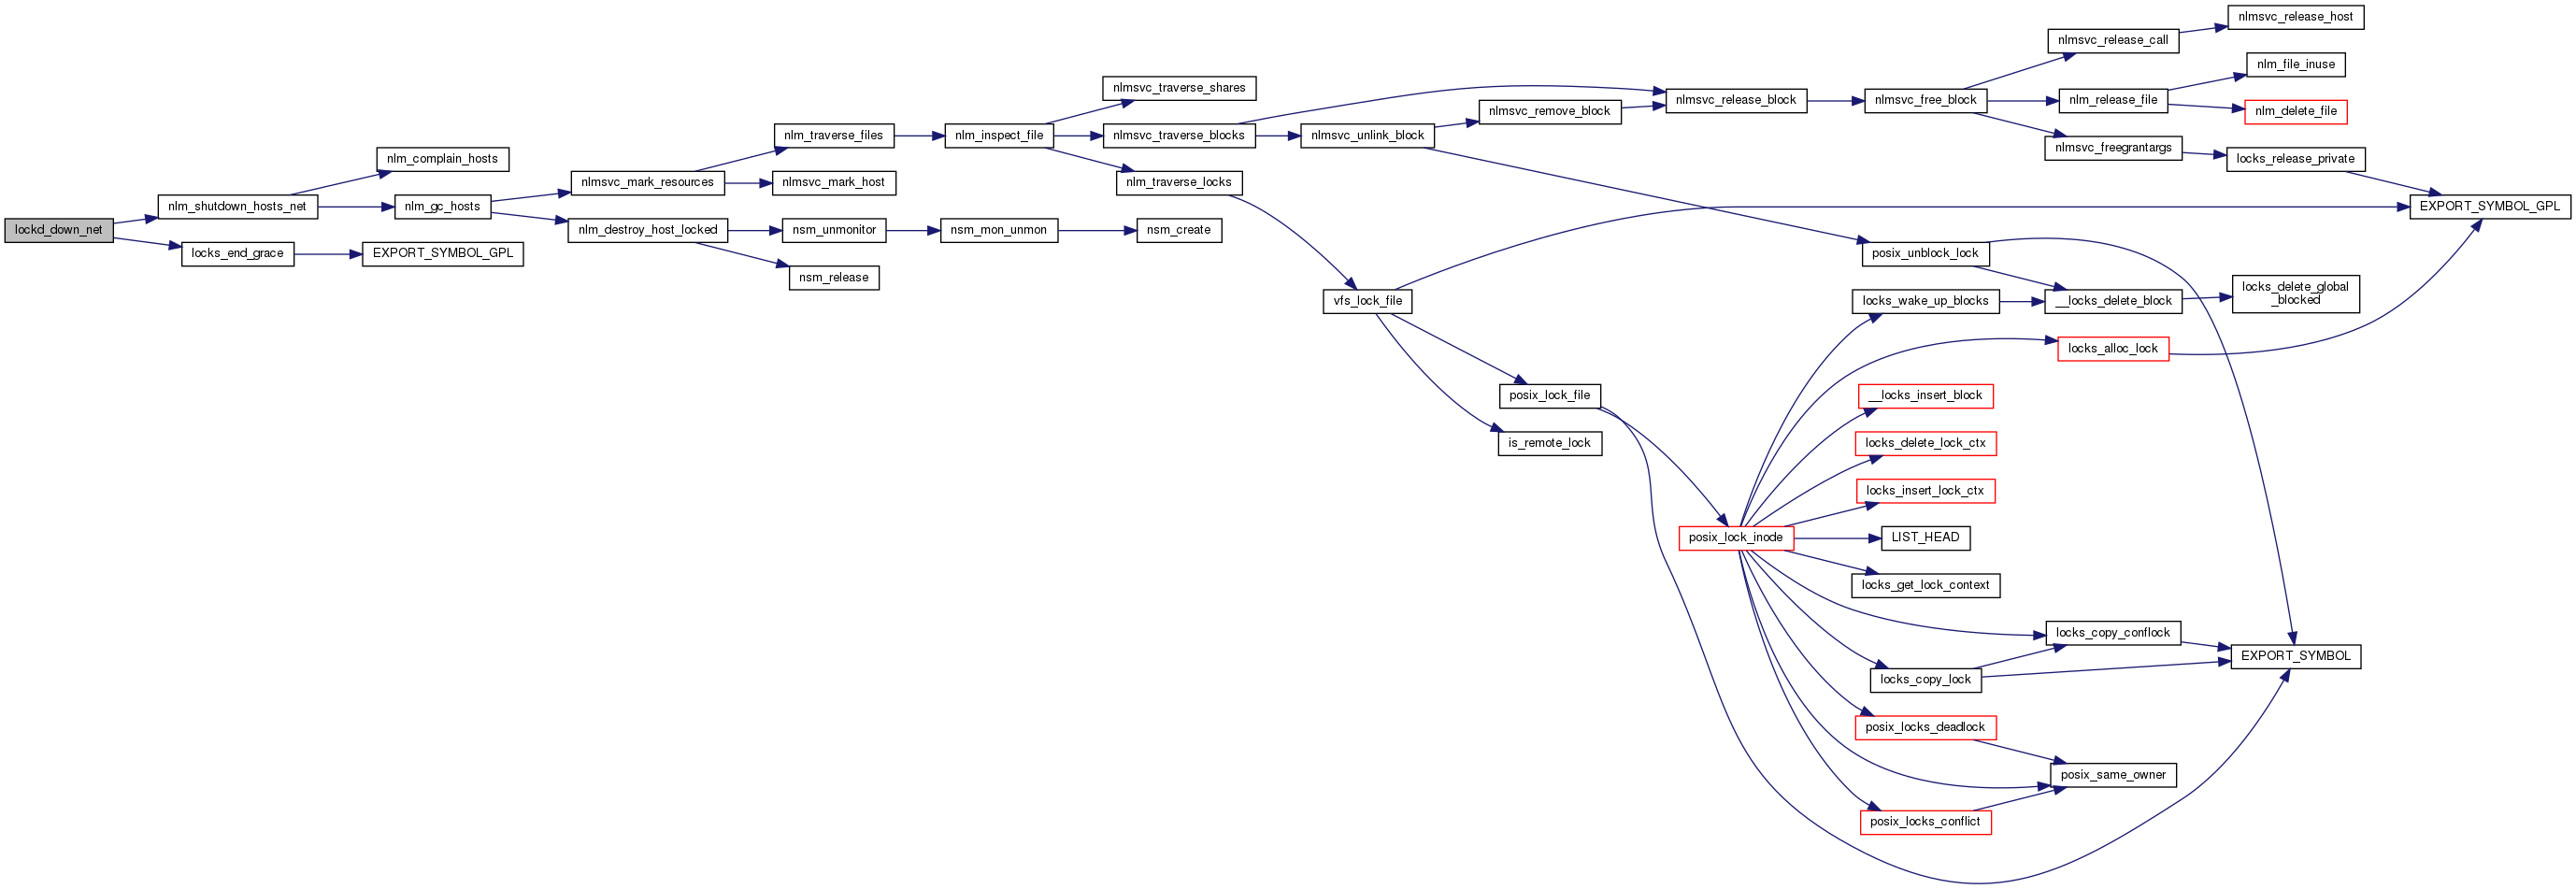 lockd_down_net
nlm_shutdown_hosts_net
locks_end_grace
nlm_complain_hosts
nlm_gc_hosts
EXPORT_SYMBOL_GPL
nlmsvc_mark_resources
nlm_destroy_host_locked
nlm_traverse_files
nlmsvc_mark_host
nsm_unmonitor
nsm_release
nlm_inspect_file
nsm_mon_unmon
nlmsvc_traverse_shares
nlmsvc_traverse_blocks
nlm_traverse_locks
nsm_create
nlmsvc_unlink_block
vfs_lock_file
nlmsvc_remove_block
posix_lock_file
is_remote_lock
nlmsvc_release_block
posix_lock_inode
nlmsvc_free_block
posix_unblock_lock
locks_wake_up_blocks
__locks_insert_block
locks_delete_lock_ctx
locks_insert_lock_ctx
LIST_HEAD
locks_get_lock_context
locks_copy_lock
posix_locks_deadlock
posix_locks_conflict
nlmsvc_release_call
nlm_release_file
nlmsvc_freegrantargs
__locks_delete_block
locks_alloc_lock
locks_copy_conflock
posix_same_owner
nlmsvc_release_host
nlm_file_inuse
nlm_delete_file
locks_release_private
locks_delete_global
_blocked
EXPORT_SYMBOL
EXPORT_SYMBOL_GPL